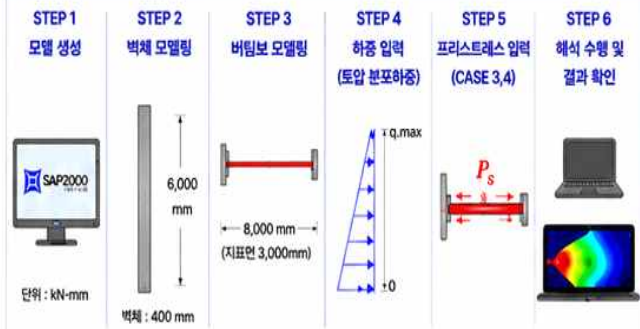 STEP 1
모델 생성
SAP2000
단위 : kN-mm
STEP 2
벽체 모델링
6,000
mm
벽체 : 400 mm
STEP 3
버팀보 모델링
8,000 mm
(지표면 3,000mm)
STEP 4
하중 입력
(토압 분포하중)
q.max
0
STEP 5
프리스트레스 입력
(CASE 3,4)
Ps
STEP 6
해석 수행 및
결과 확인